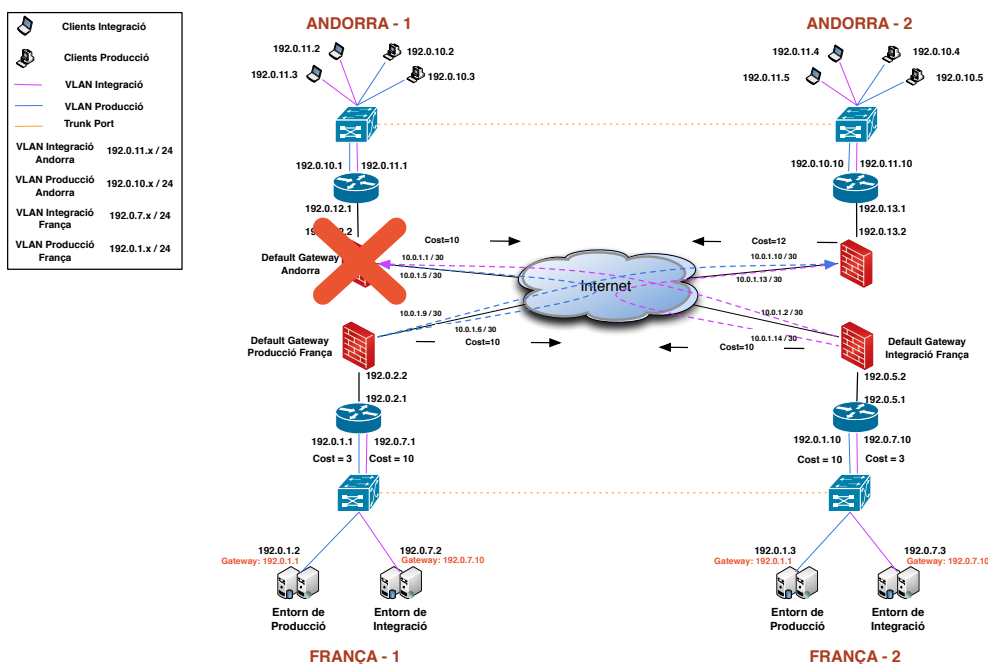 ANDORRA - 1
ANDORRA - 2
Clients Integració
Clients Producció
VLAN Integració
VLAN Producció
Trunk Port
VLAN Integració
Andorra
192.0.11.x / 24
VLAN Producció
Andorra
192.0.10.x / 24
VLAN Integració
França
192.0.7.x / 24
VLAN Producció
França
192.0.1.x / 24
192.0.11.2
192.0.10.2
192.0.11.3
192.0.10.3
192.0.11.4
192.0.10.4
192.0.11.5
192.0.10.5
192.0.10.1
192.0.11.1
192.0.10.10
192.0.11.10
192.0.12.1
192.0.13.1
2.2
192.0.13.2
Default Gateway
Andorra
Cost=10
Cost=12
10.0.1.1 / 30
10.0.1.5 / 30
10.0.1.10 / 30
10.0.1.13 / 30
Internet
10.0.1.9 / 30
10.0.1.6 / 30
10.0.1.2 / 30
10.0.1.14 / 30
Cost=10
Cost=10
Default Gateway
Producció França
Default Gateway
Integració França
192.0.2.2
192.0.5.2
192.0.2.1
192.0.5.1
192.0.1.1
192.0.7.1
192.0.1.10
192.0.7.10
Cost = 3
Cost = 10
Cost = 10
Cost = 3
192.0.1.2
Gateway: 192.0.1.1
192.0.7.2
Gateway: 192.0.7.10
192.0.1.3
Gateway: 192.0.1.1
192.0.7.3
Gateway: 192.0.7.10
Entorn de
Producció
Entorn de
Integració
Entorn de
Producció
Entorn de
Integració
FRANÇA - 1
FRANÇA - 2